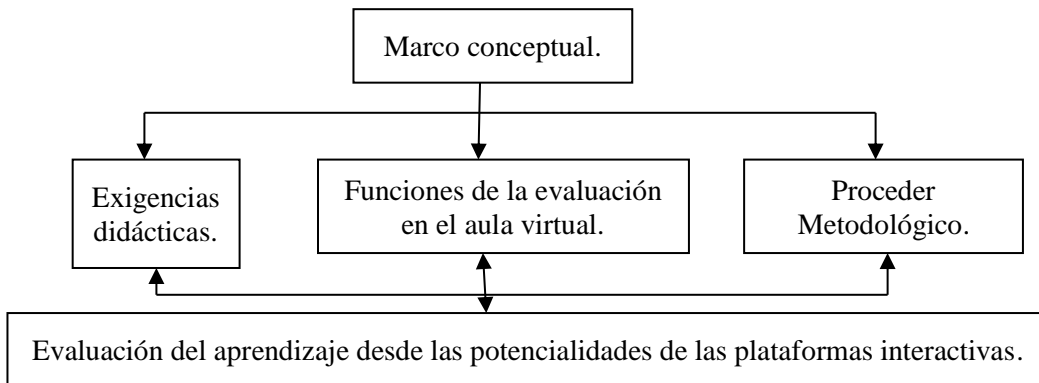 Marco conceptual.
Exigencias
didácticas.
Funciones de la evaluación
en el aula virtual.
Proceder
Metodológico.
Evaluación del aprendizaje desde las potencialidades de las plataformas interactivas.